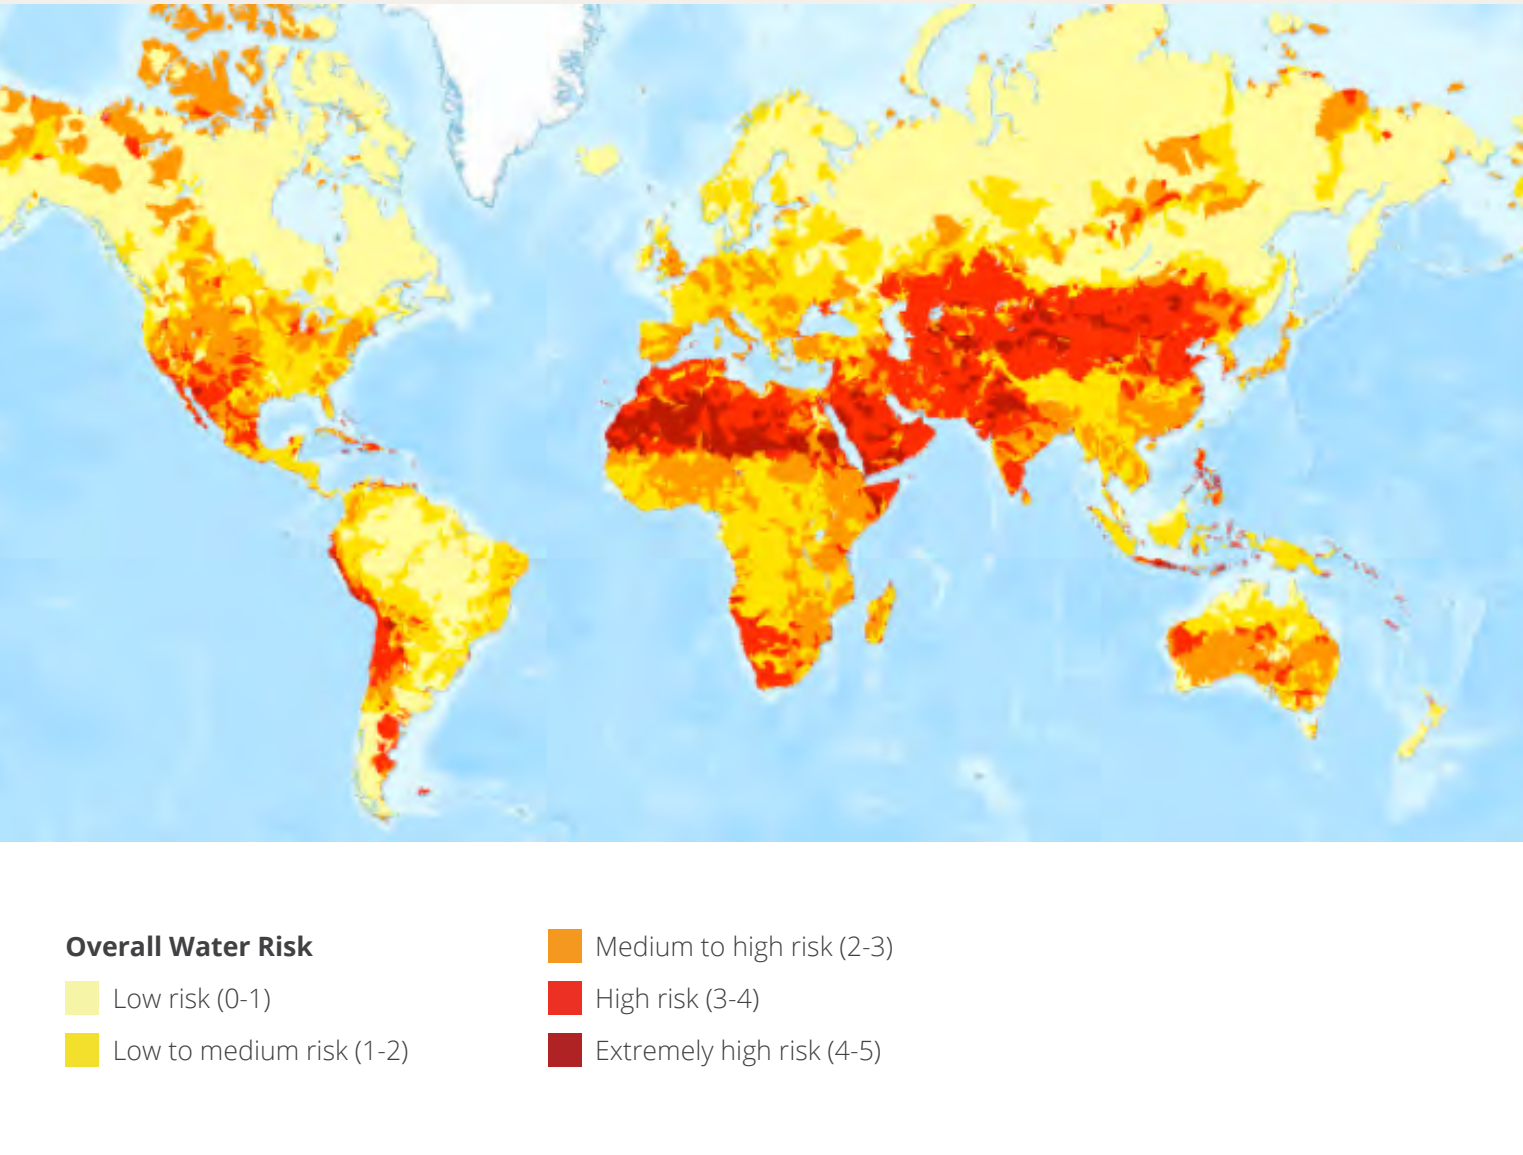 Overall Water Risk
Low risk (0-1)
Low to medium risk (1-2)
Medium to high risk (2-3)
High risk (3-4)
Extremely high risk (4-5)